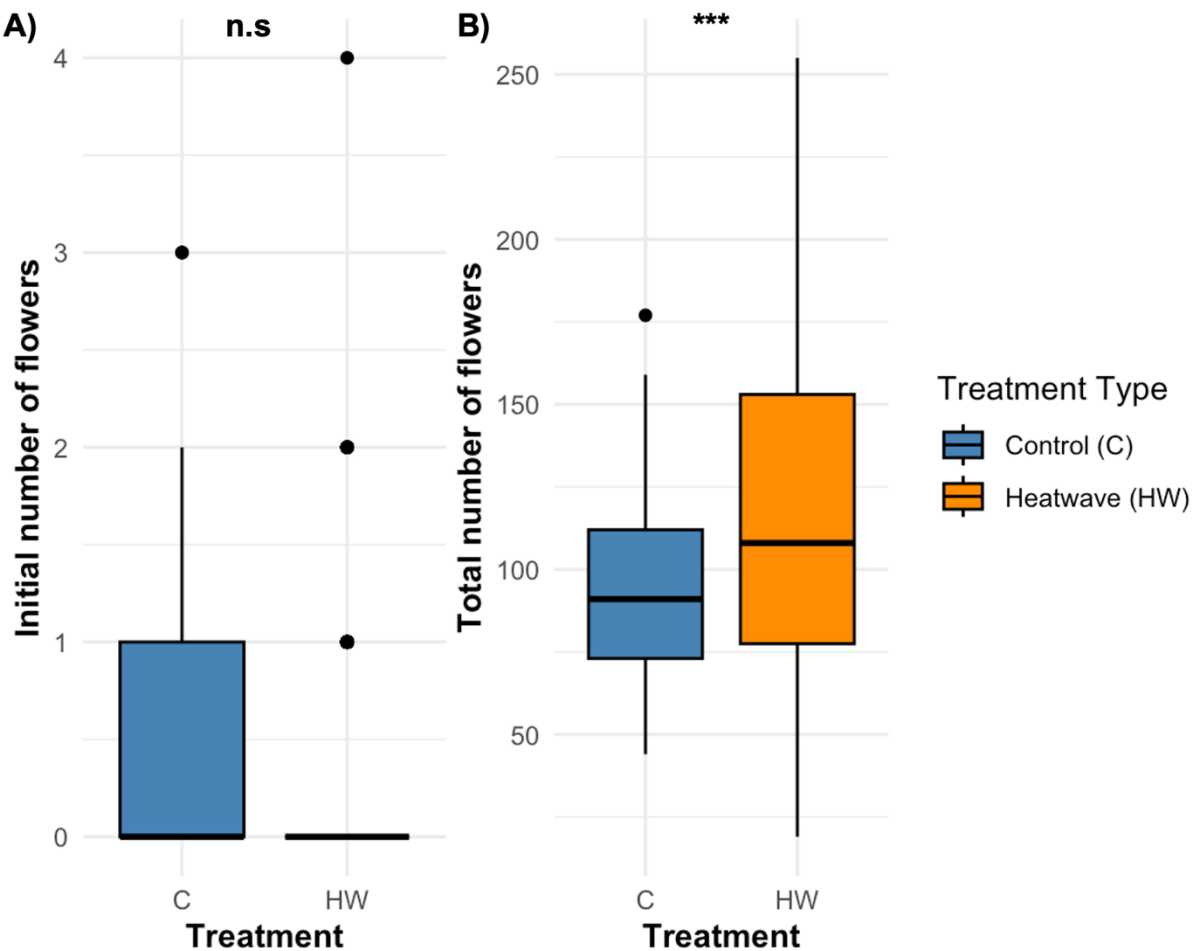 A)
n.s
Initial number of flowers
4
3
2
1
0
C HW
Treatment
B)
***
Total number of flowers
250
200
150
100
50
C HW
Treatment
Treatment Type
Control (C)
Heatwave (HW)